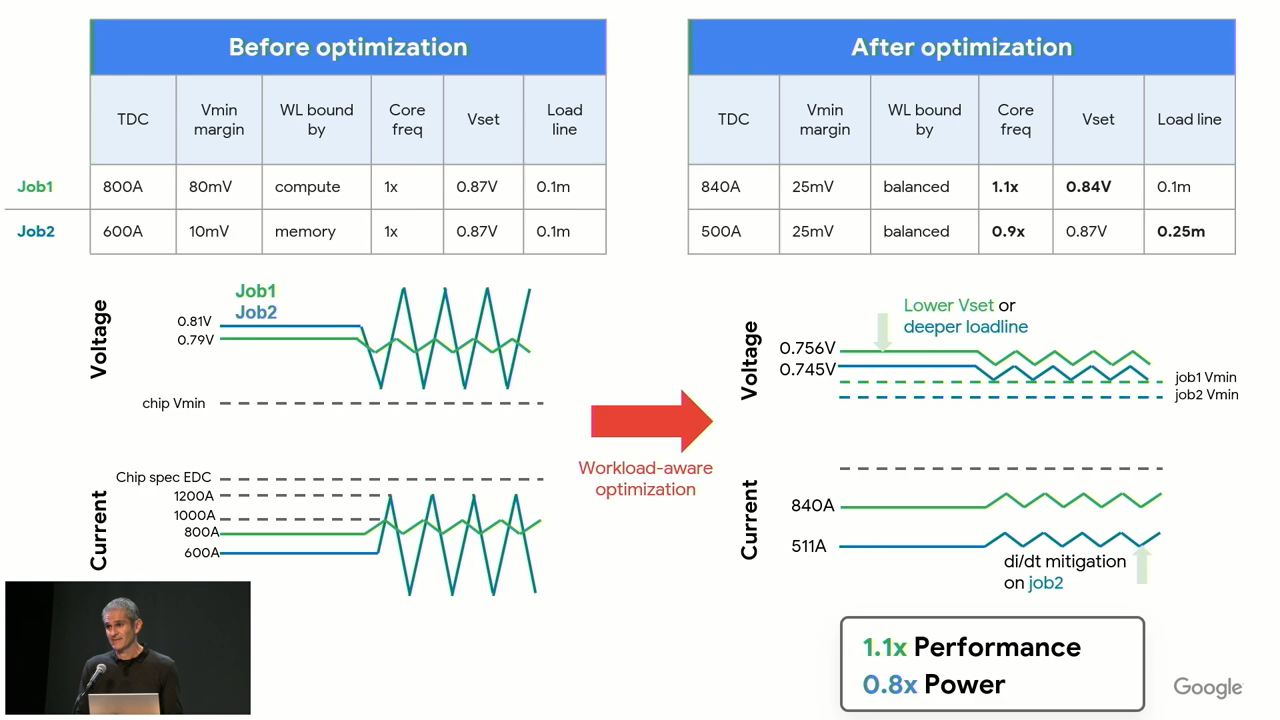 Before optimization
TDC
Vmin margin
WL bound by
Core freq
Vset
Load line
Job1
800A
80mV
compute
1x
0.87V
0.1m
Job2
600A
10mV
memory
1x
0.87V
0.1m
After optimization
TDC
Vmin margin
WL bound by
Core freq
Vset
Load line
840A
25mV
balanced
1.1x
0.84V
0.1m
500A
25mV
balanced
0.9x
0.87V
0.25m
Voltage
Job1
Job2
0.81V
0.79V
chip Vmin
Current
Chip spec EDC
1200A
1000A
800A
600A
Workload-aware
optimization
Voltage
Lower Vset or
deeper loadline
0.756V
0.745V
job1 Vmin
job2 Vmin
Current
840A
511A
di/dt mitigation
on job2
1.1x Performance
0.8x Power
Google